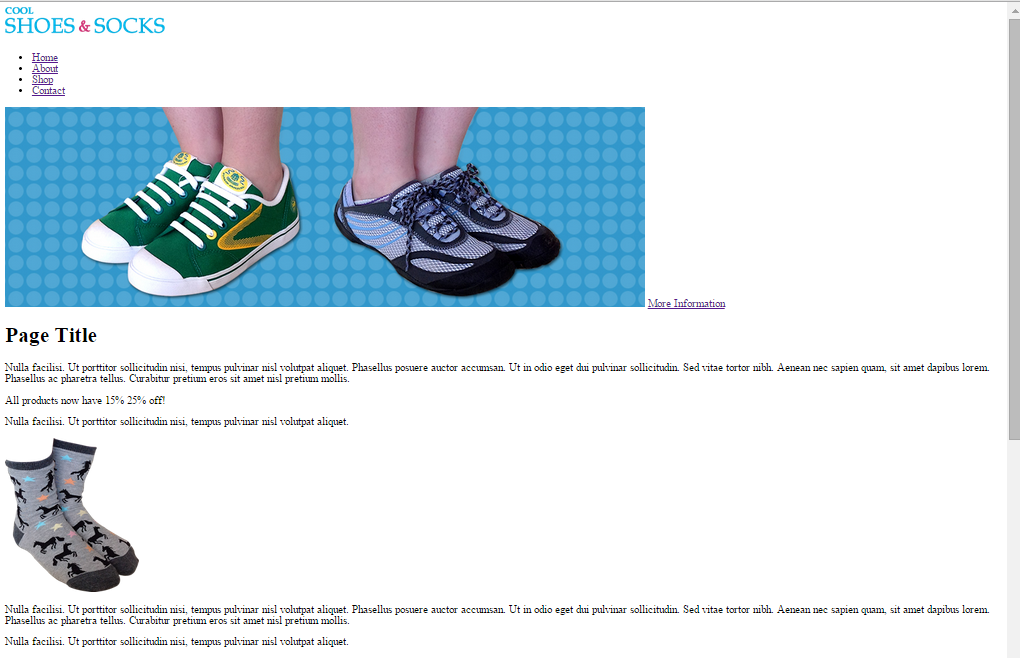 COOL
SHOES & SOCKS
Home
About
Shop
Contact
More Information
Page Title
Nulla facilisi. Ut porttitor sollicitudin nisi, tempus pulvinar nisl volutpat aliquet. Phasellus posuere auctor accumsan. Ut in odio eget dui pulvinar sollicitudin. Sed vitae tortor nibh. Aenean nec sapien quam, sit amet dapibus lorem.
Phasellus ac pharetra tellus. Curabitur pretium eros sit amet nisl pretium mollis.
All products now have 15% 25% off!
Nulla facilisi. Ut porttitor sollicitudin nisi, tempus pulvinar nisl volutpat aliquet.
Nulla facilisi. Ut porttitor sollicitudin nisi, tempus pulvinar nisl volutpat aliquet. Phasellus posuere auctor accumsan. Ut in odio eget dui pulvinar sollicitudin. Sed vitae tortor nibh. Aenean nec sapien quam, sit amet dapibus lorem.
Phasellus ac pharetra tellus. Curabitur pretium eros sit amet nisl pretium mollis.
Nulla facilisi. Ut porttitor sollicitudin nisi, tempus pulvinar nisl volutpat aliquet.